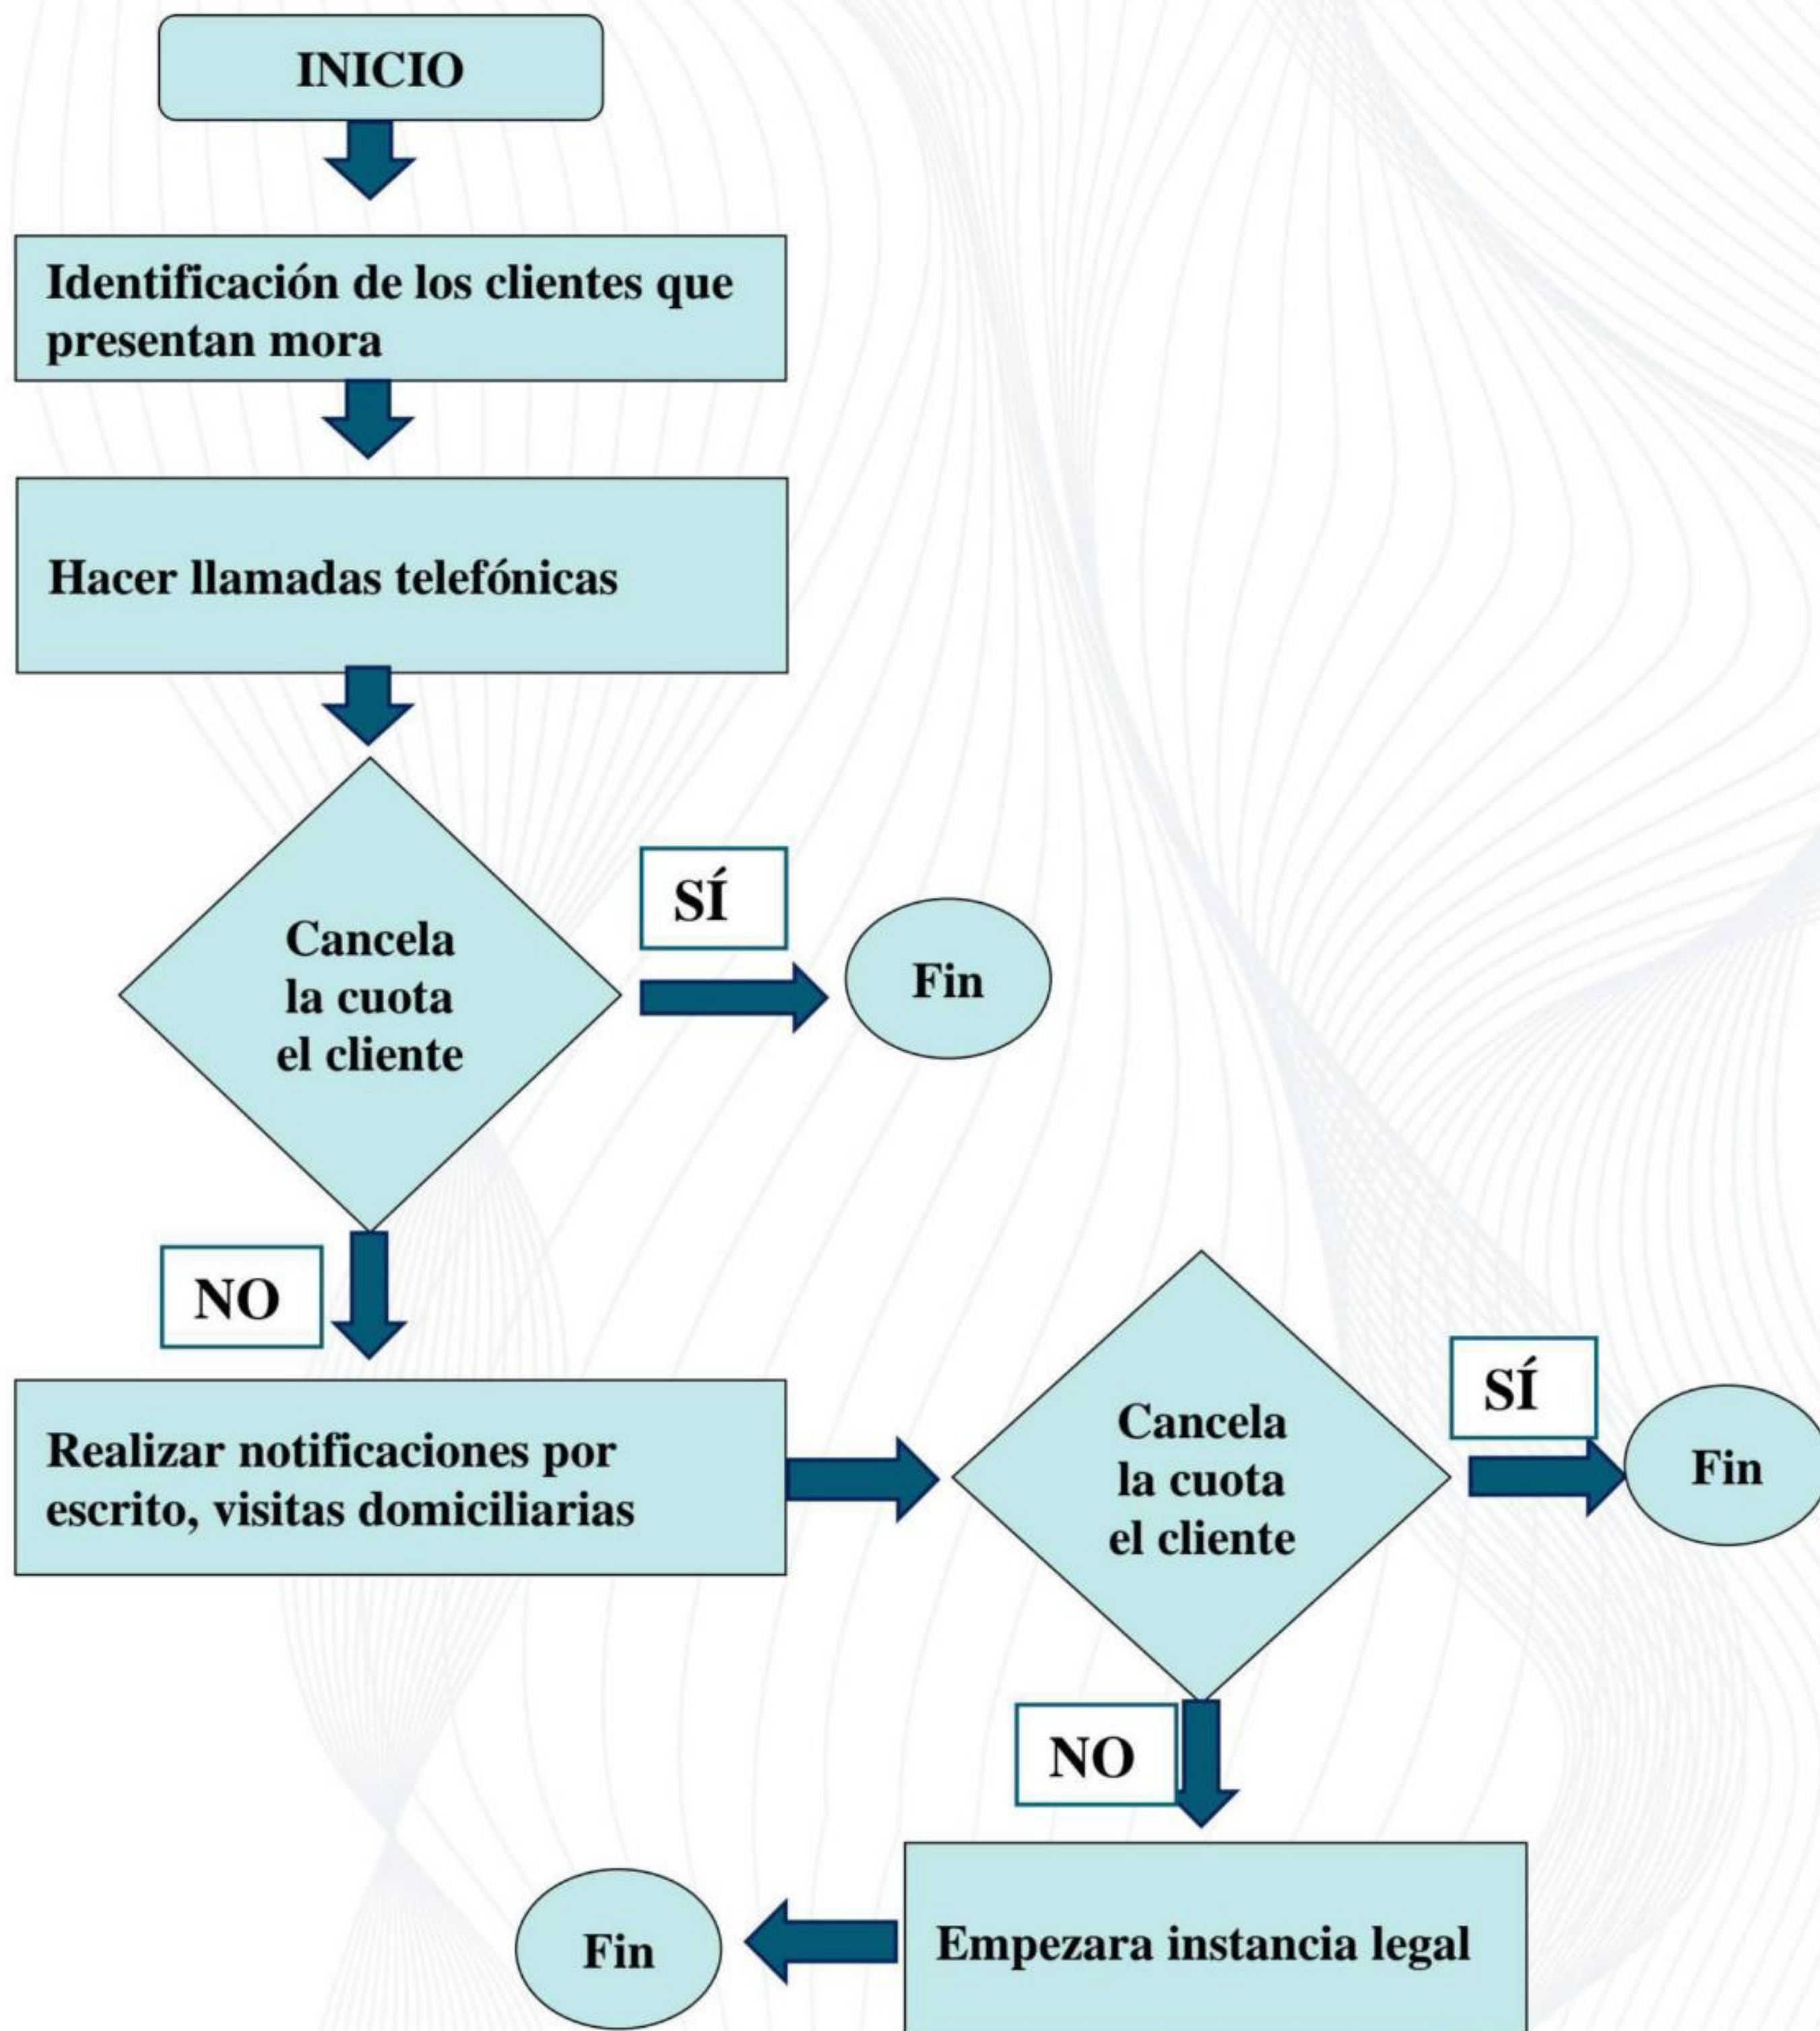 INICIO
Identificación de los clientes que
presentan mora
Hacer llamadas telefónicas
Cancela
la cuota
el cliente
SÍ
Fin
NO
Realizar notificaciones por
escrito, visitas domiciliarias
Cancela
la cuota
el cliente
SÍ
Fin
NO
Empezara instancia legal
Fin